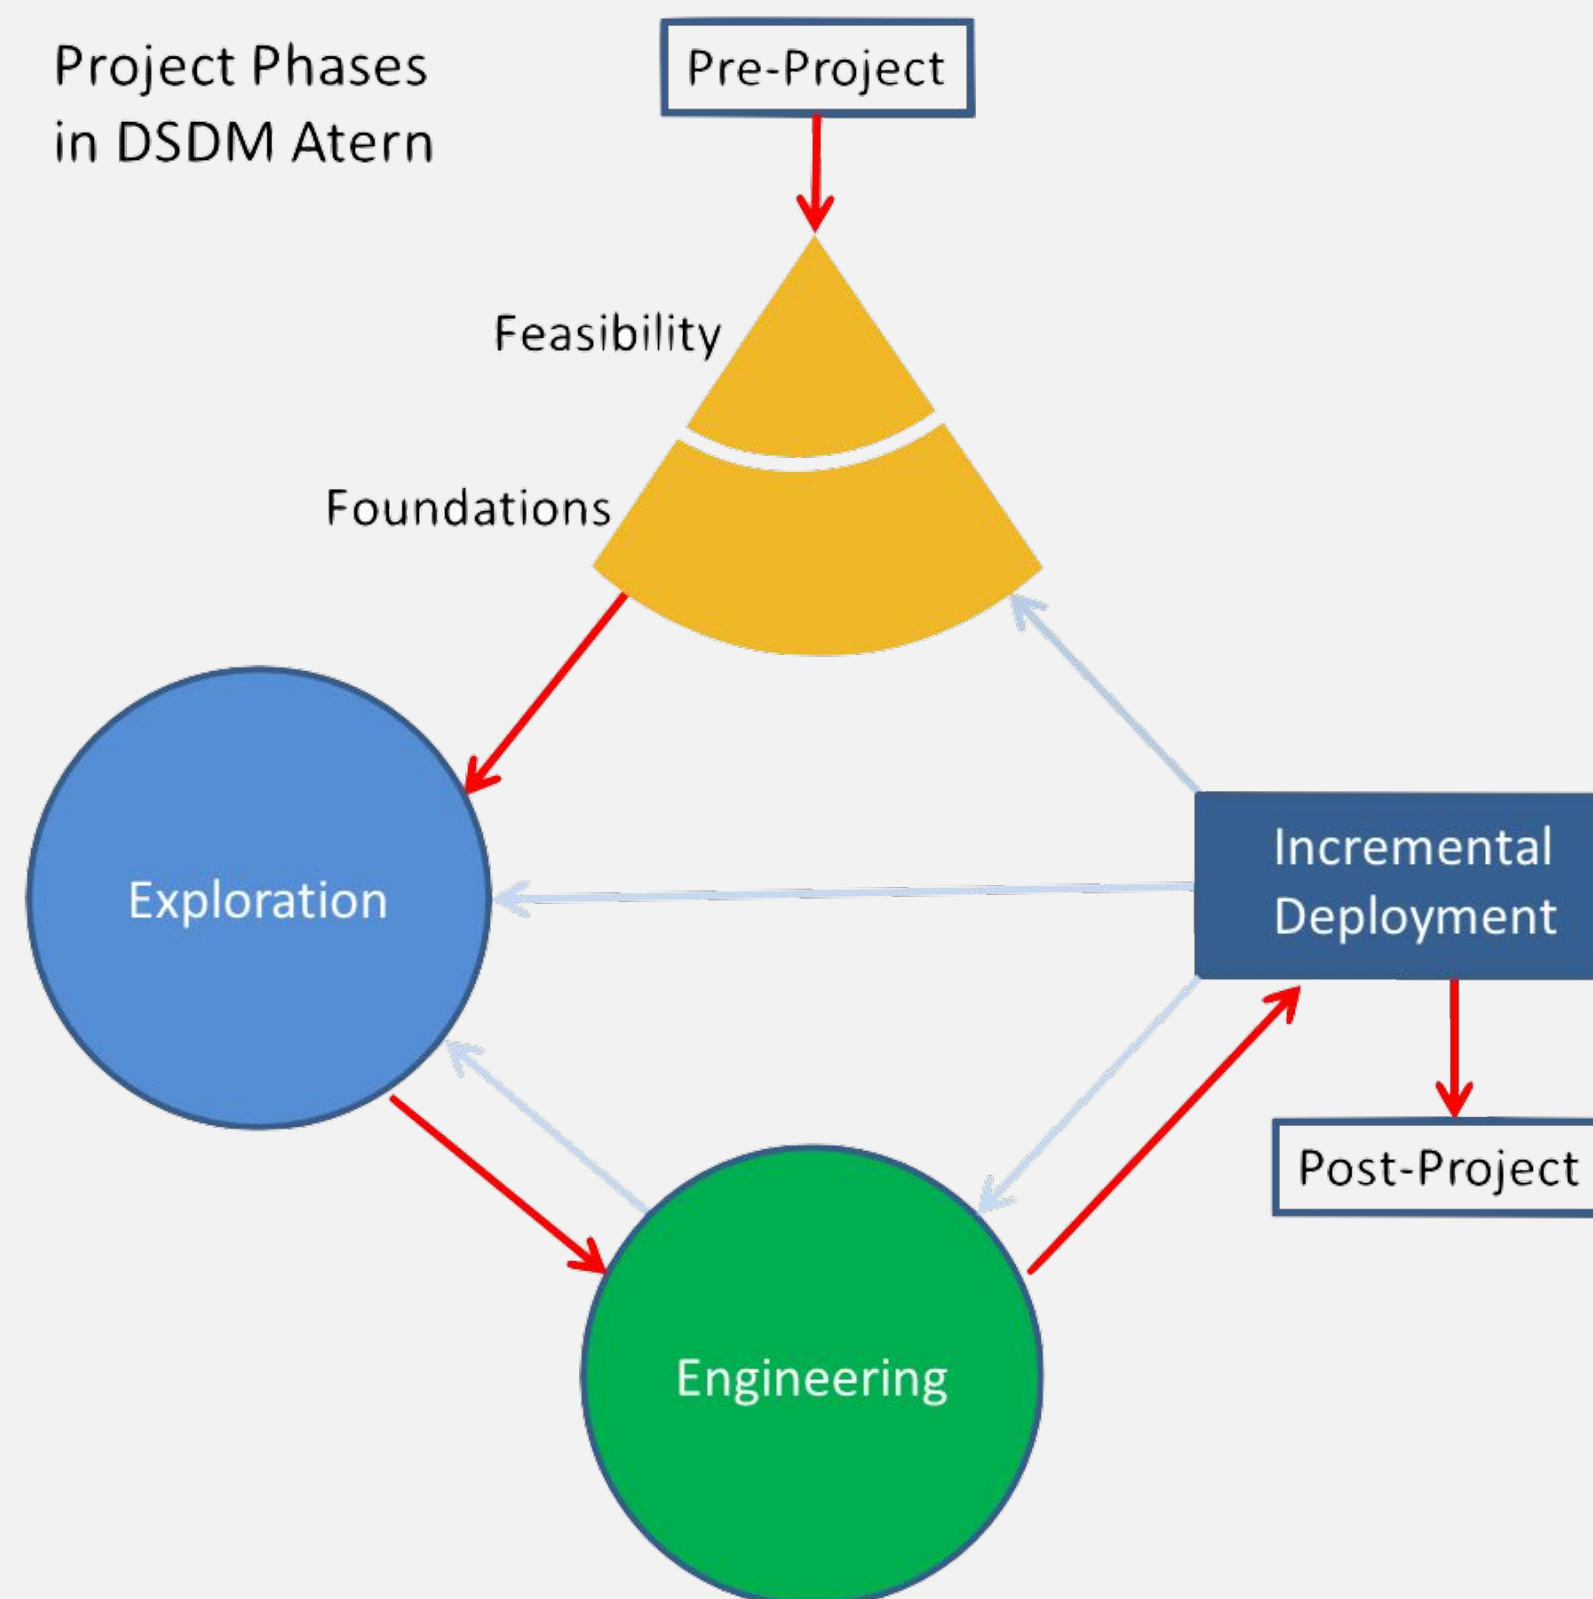 Project Phases
in DSDM Atern
Pre-Project
Feasibility
Foundations
Exploration
Incremental
Deployment
Post-Project
Engineering